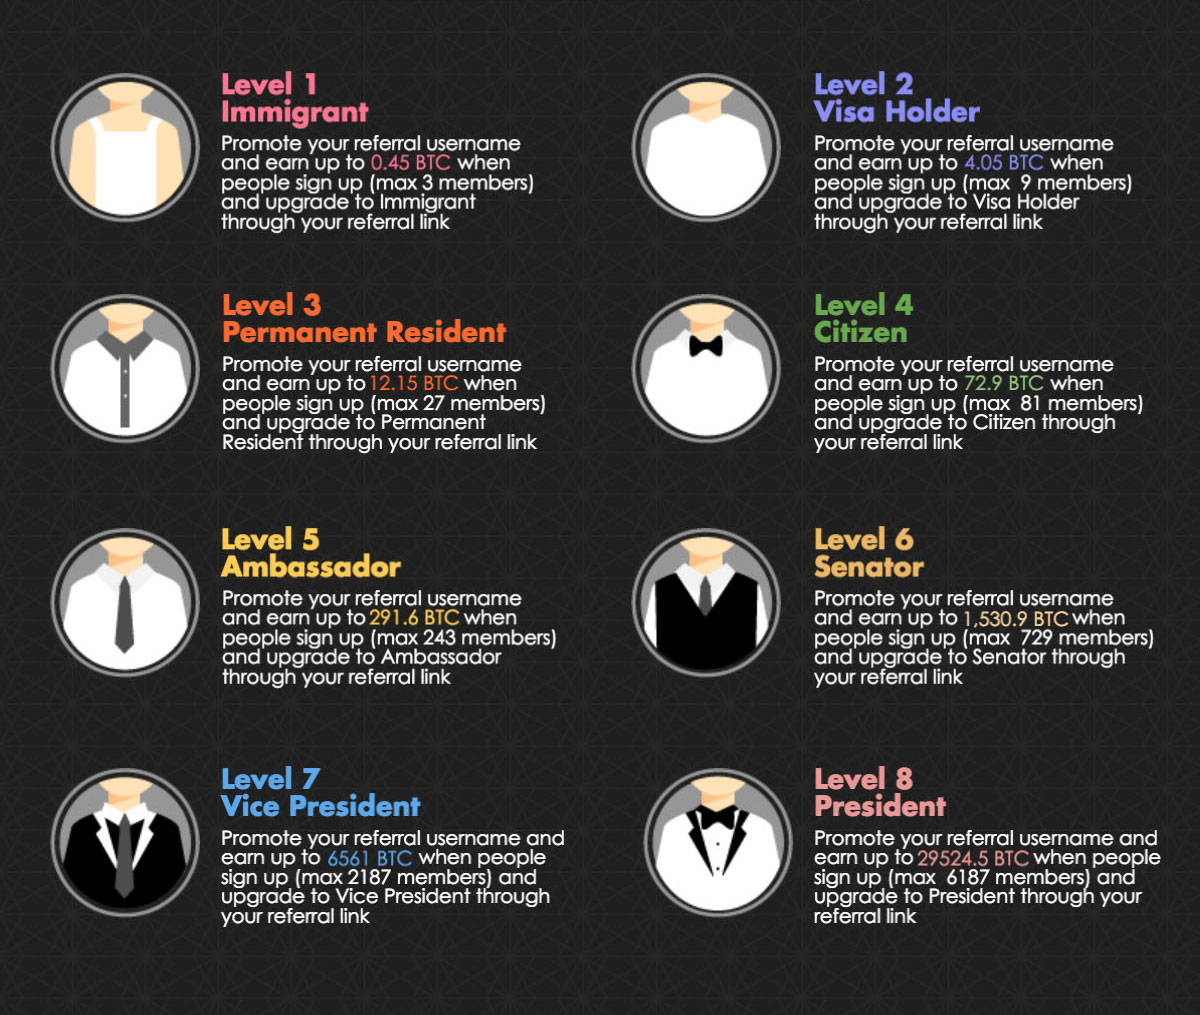 Level 1
Immigrant
Promote your referral username
and earn up to 0.45 BTC when
people sign up (max 3 members)
and upgrade to Immigrant
through your referral link
Level 2
Visa Holder
Promote your referral username
and earn up to 4.05 BTC when
people sign up (max 9 members)
and upgrade to Visa Holder
through your referral link
Level 3
Permanent Resident
Promote your referral username
and earn up to 12.15 BTC when
people sign up (max 27 members)
and upgrade to Permanent
Resident through your referral link
Level 4
Citizen
Promote your referral username
and earn up to 72.9 BTC when
people sign up (max 81 members)
and upgrade to Citizen through
your referral link
Level 5
Ambassador
Promote your referral username
and earn up to 291.6 BTC when
people sign up (max 243 members)
and upgrade to Ambassador
through your referral link
Level 6
Senator
Promote your referral username
and earn up to 1,530.9 BTC when
people sign up (max 729 members)
and upgrade to Senator through
your referral link
Level 7
Vice President
Promote your referral username and
earn up to 6561 BTC when people
sign up (max 2187 members) and
upgrade to Vice President through
your referral link
Level 8
President
Promote your referral username and
earn up to 29524.5 BTC when people
sign up (max 6187 members) and
upgrade to President through your
referral link